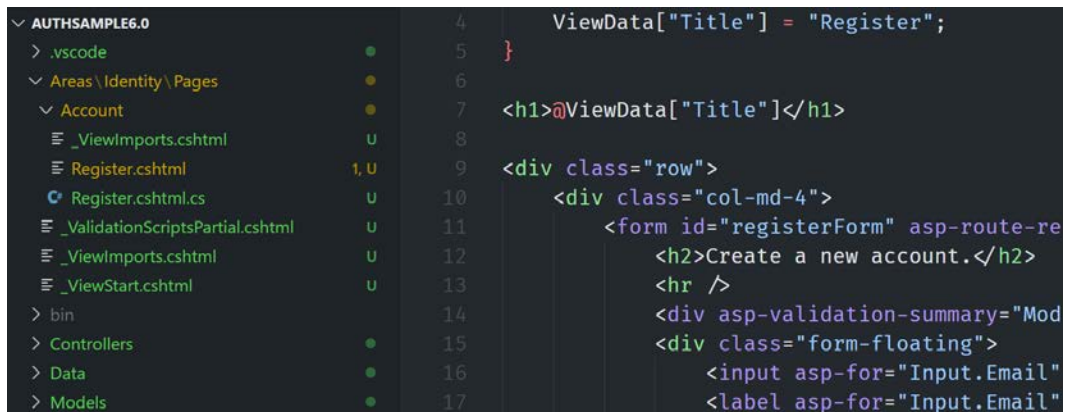 AUTHSAMPLE6.0
.vscode
Areas\Identity\Pages
Account
_ViewImports.cshtml U
Register.cshtml 1, U
Register.cshtml.cs U
_ValidationScriptsPartial.cshtml U
_ViewImports.cshtml U
_ViewStart.cshtml U
bin
Controllers
Data
Models
4 ViewData["Title"] = "Register";
5 }
6
7 <h1>@ViewData["Title"]</h1>
8
9 <div class="row">
10 <div class="col-md-4">
11 <form id="registerForm" asp-route-re
12 <h2>Create a new account.</h2>
13 <hr />
14 <div asp-validation-summary="Mod
15 <div class="form-floating">
16 <input asp-for="Input.Email"
17 <label asp-for="Input.Email"